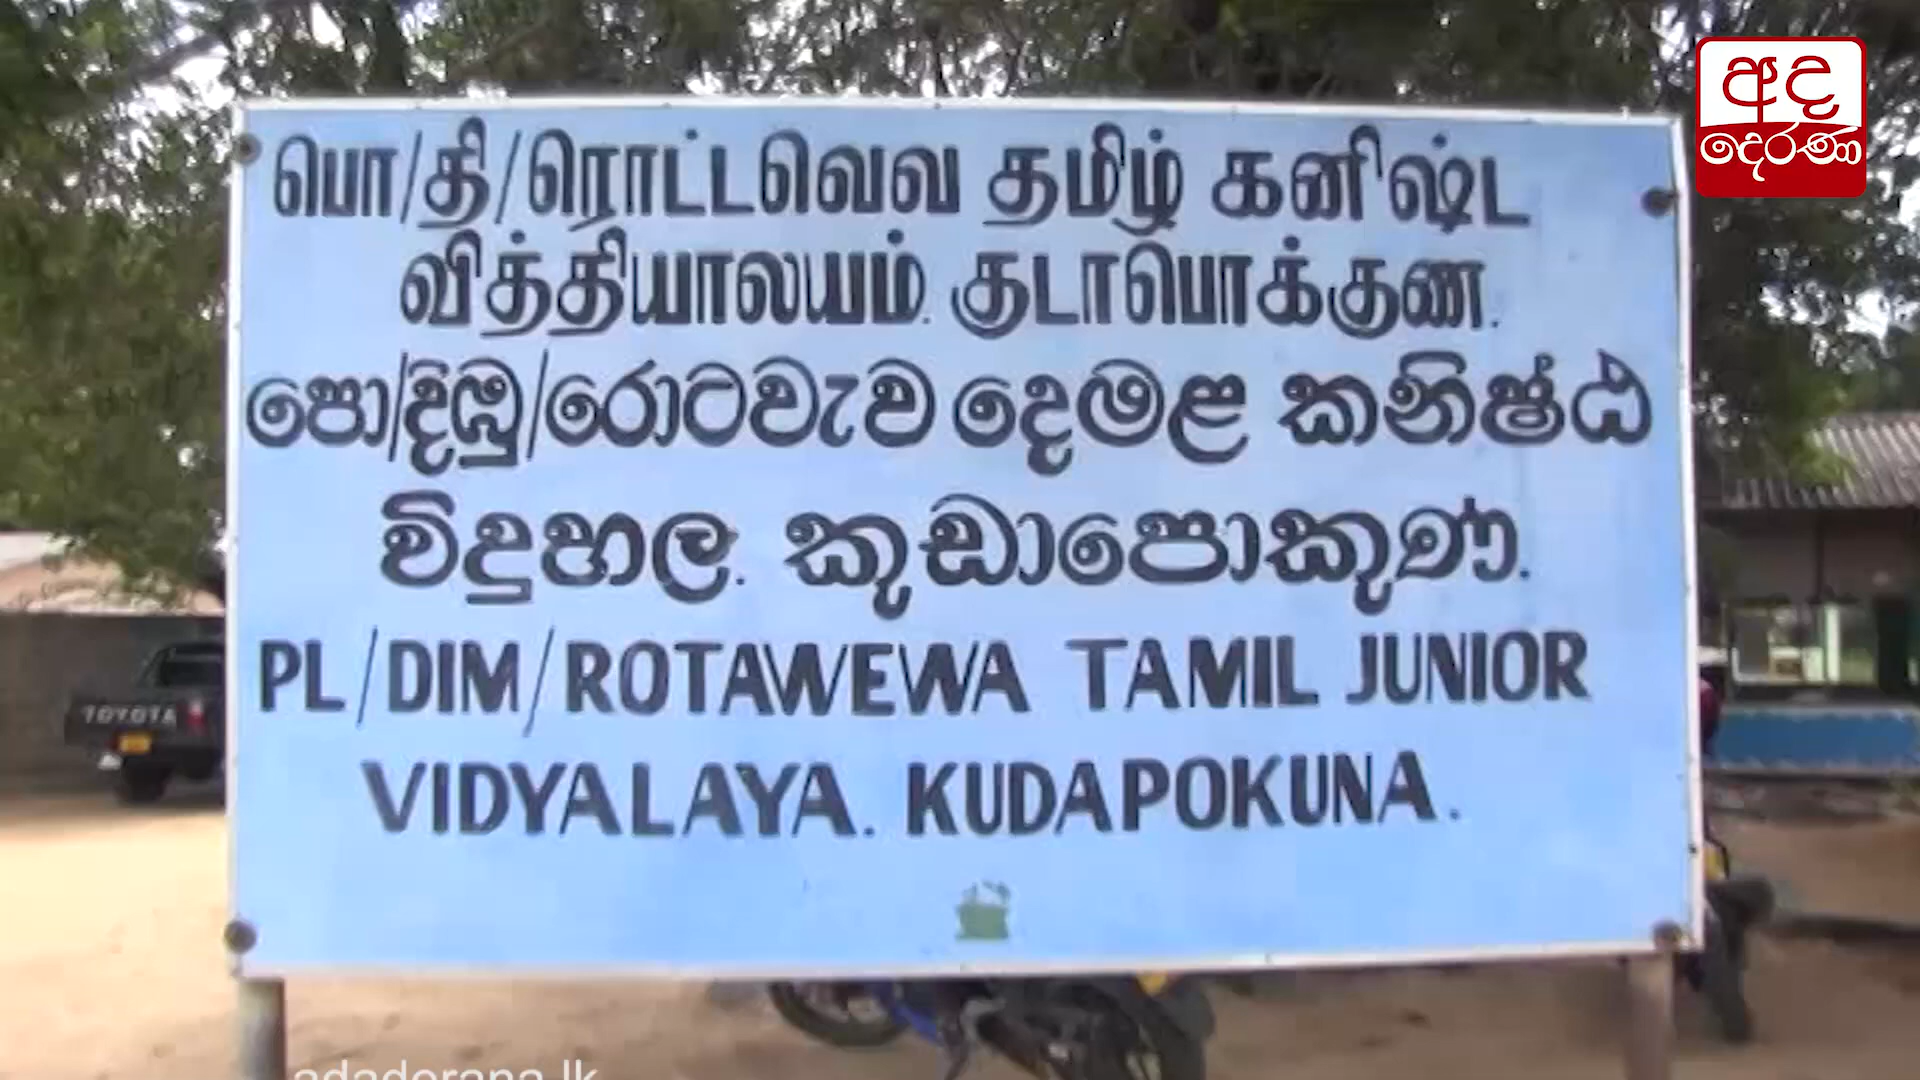 அද
දෙරණ
பொ/தி/ரொட்டவெவ தமிழ் கனிஷ்ட
வித்தியாலயம். குடாபொக்குண.
පො/දිඹු/රොටවැව දෙමළ කනිෂ්ඨ
විදුහල. කුඩාපොකුණ.
PL/DIM/ROTAWEWA TAMIL JUNIOR
VIDYALAYA. KUDAPOKUNA.
TOYOTA
adaderana.lk